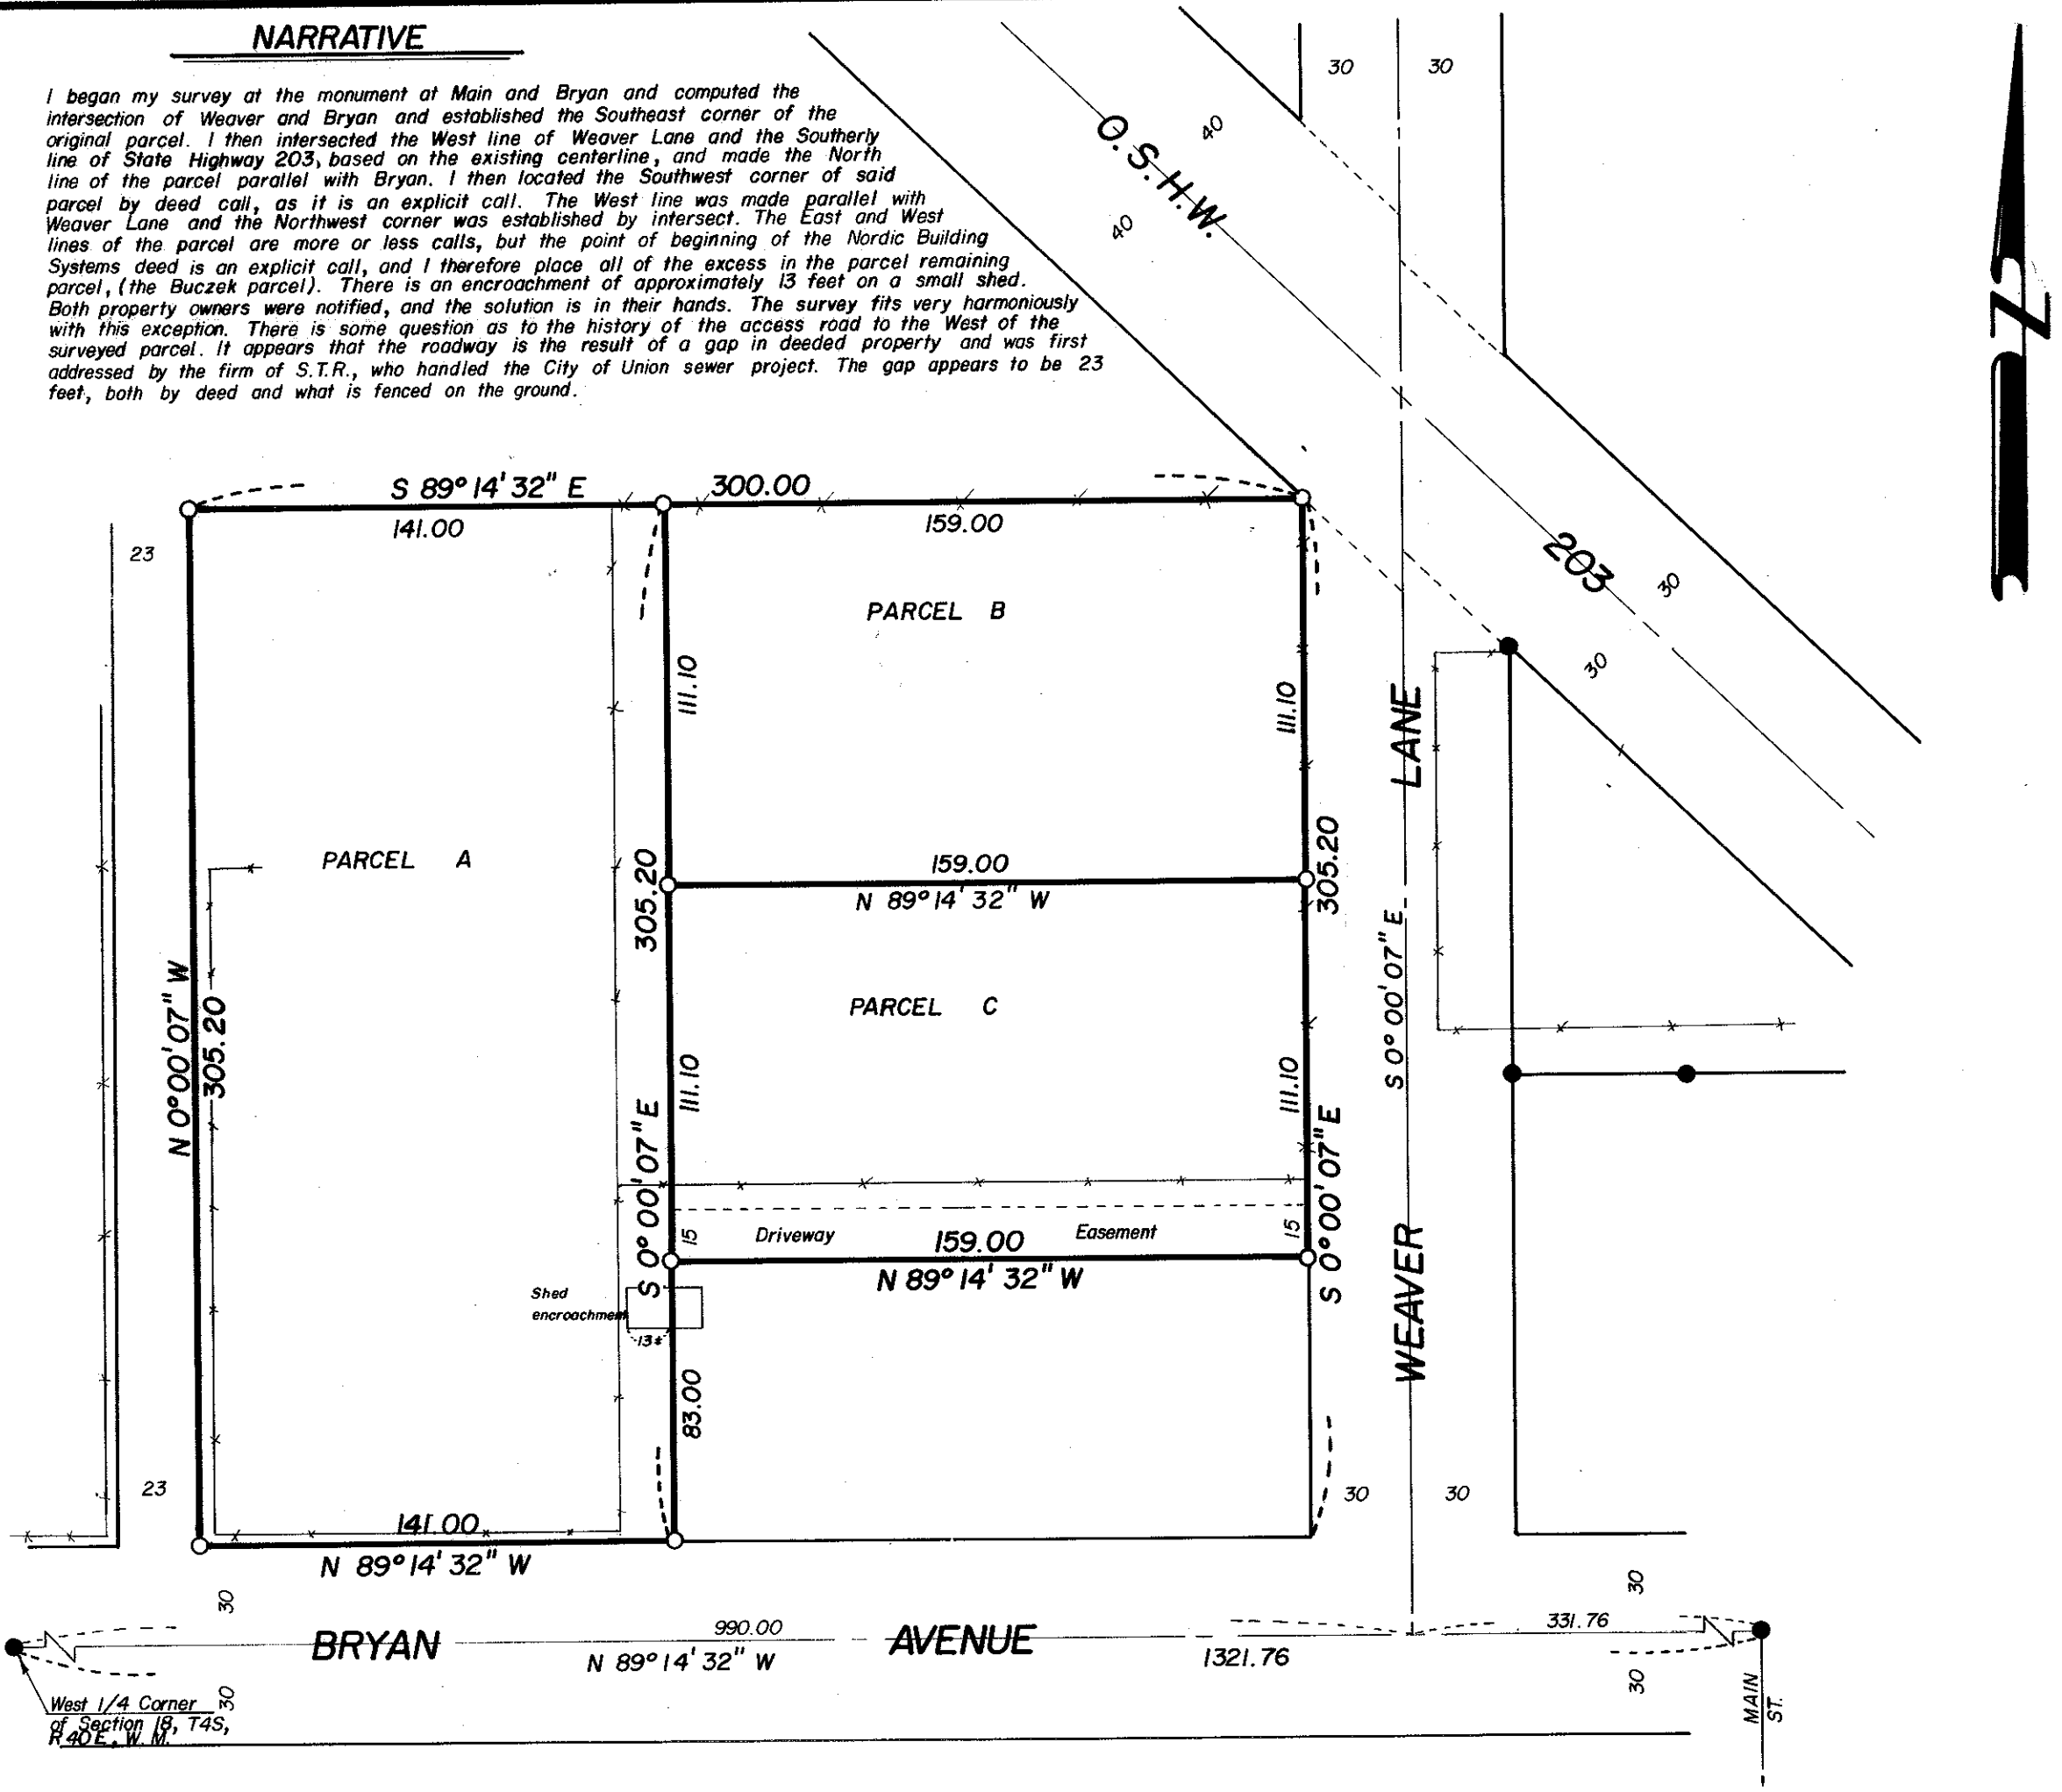 NARRATIVE
I began my survey at the monument at Main and Bryan and computed the
intersection of Weaver and Bryan and established the Southeast corner of the
original parcel. I then intersected the West line of Weaver Lane and the Southerly
line of State Highway 203, based on the existing centerline, and made the North
line of the parcel parallel with Bryan. I then located the Southwest corner of said
parcel by deed call, as it is an explicit call. The West line was made parallel with
Weaver Lane and the Northwest corner was established by intersect. The East and West
lines of the parcel are more or less calls, but the point of beginning of the Nordic Building
Systems deed is an explicit call, and I therefore place all of the excess in the parcel remaining
parcel, (the Buczek parcel). There is an encroachment of approximately 13 feet on a small shed.
Both property owners were notified, and the solution is in their hands. The survey fits very harmoniously
with this exception. There is some question as to the history of the access road to the West of the
surveyed parcel. It appears that the roadway is the result of a gap in deeded property and was first
addressed by the firm of S.T.R., who handled the City of Union sewer project. The gap appears to be 23
feet, both by deed and what is fenced on the ground.
30
30
40
40
O.S.H.W.
203
30
30
N
S 89° 14' 32" E
300.00
141.00
159.00
23
PARCEL B
111.10
111.10
LANE
PARCEL A
305.20
159.00
N 89° 14' 32" W
305.20
S 0° 00' 07" E
N 0° 00' 07" W
305.20
PARCEL C
111.10
111.10
S 0° 00' 07" E
S 0° 00' 07" E
15
Driveway
Easement
15
159.00
N 89° 14' 32" W
WEAVER
Shed
encroachment
13±
83.00
23
30
30
141.00
N 89° 14' 32" W
30
30
BRYAN
990.00
AVENUE
331.76
N 89° 14' 32" W
1321.76
30
30
MAIN
ST.
West 1/4 Corner
of Section 18, T4S,
R40E, W.M.